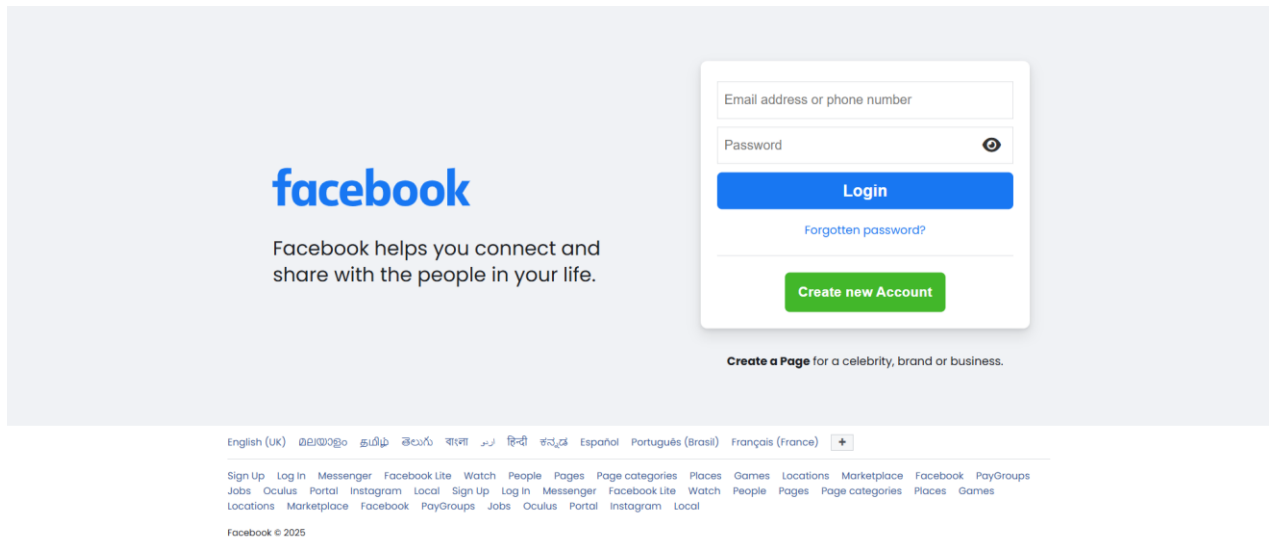 facebook
Facebook helps you connect and
share with the people in your life.
Email address or phone number
Password
Login
Forgotten password?
Create new Account
Create a Page for a celebrity, brand or business.
English (UK) മലയാളം தமிழ் తెలుగు বাংলা اردو हिन्दी ಕನ್ನಡ Español Português (Brasil) Français (France) +
Sign Up Log In Messenger Facebook Lite Watch People Pages Page categories Places Games Locations Marketplace Facebook PayGroups
Jobs Oculus Portal Instagram Local Sign Up Log In Messenger Facebook Lite Watch People Pages Page categories Places Games
Locations Marketplace Facebook PayGroups Jobs Oculus Portal Instagram Local
Facebook © 2025